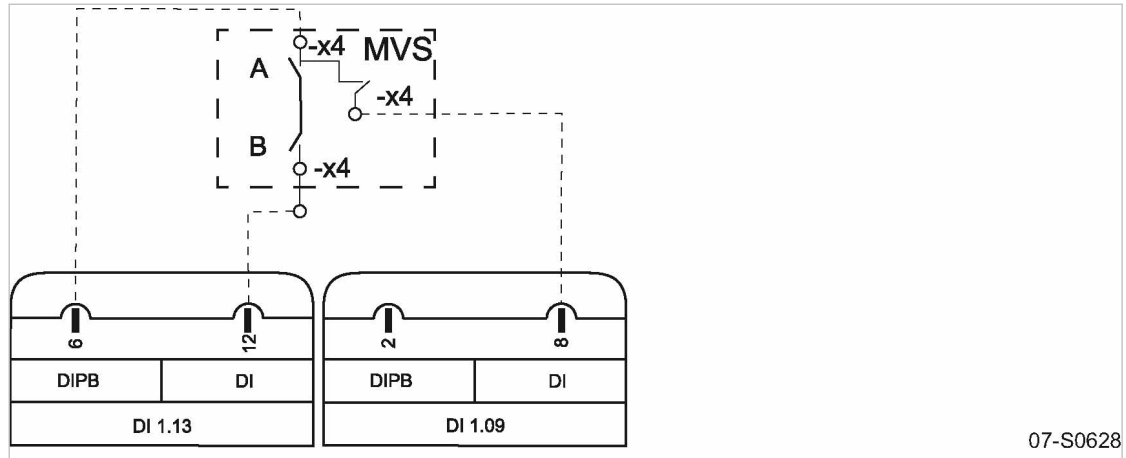 -x4 MVS
A
-x4
B
-x4
6 12 2 8
DIPB DI DIPB DI
DI 1.13 DI 1.09
07-S0628